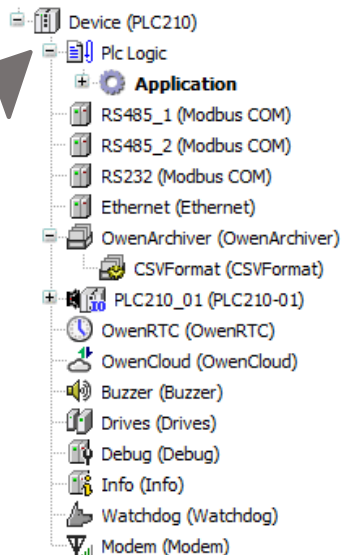 Device (PLC210)
Plc Logic
Application
RS485_1 (Modbus COM)
RS485_2 (Modbus COM)
RS232 (Modbus COM)
Ethernet (Ethernet)
OwenArchiver (OwenArchiver)
CSVFormat (CSVFormat)
PLC210_01 (PLC210-01)
OwenRTC (OwenRTC)
OwenCloud (OwenCloud)
Buzzer (Buzzer)
Drives (Drives)
Debug (Debug)
Info (Info)
Watchdog (Watchdog)
Modem (Modem)